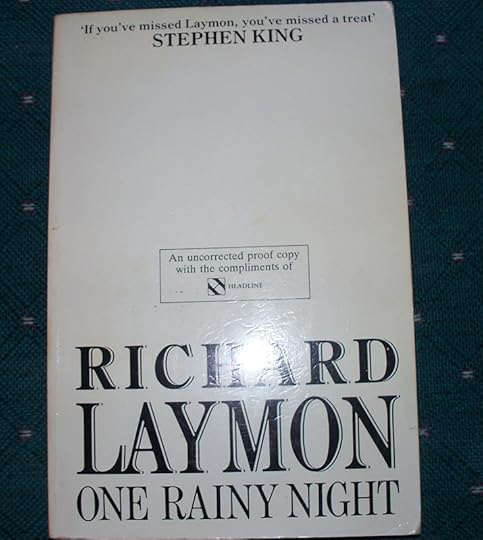 'If you've missed Laymon, you've missed a treat'
STEPHEN KING
An uncorrected proof copy
with the compliments of
HEADLINE
RICHARD
LAYMON
ONE RAINY NIGHT